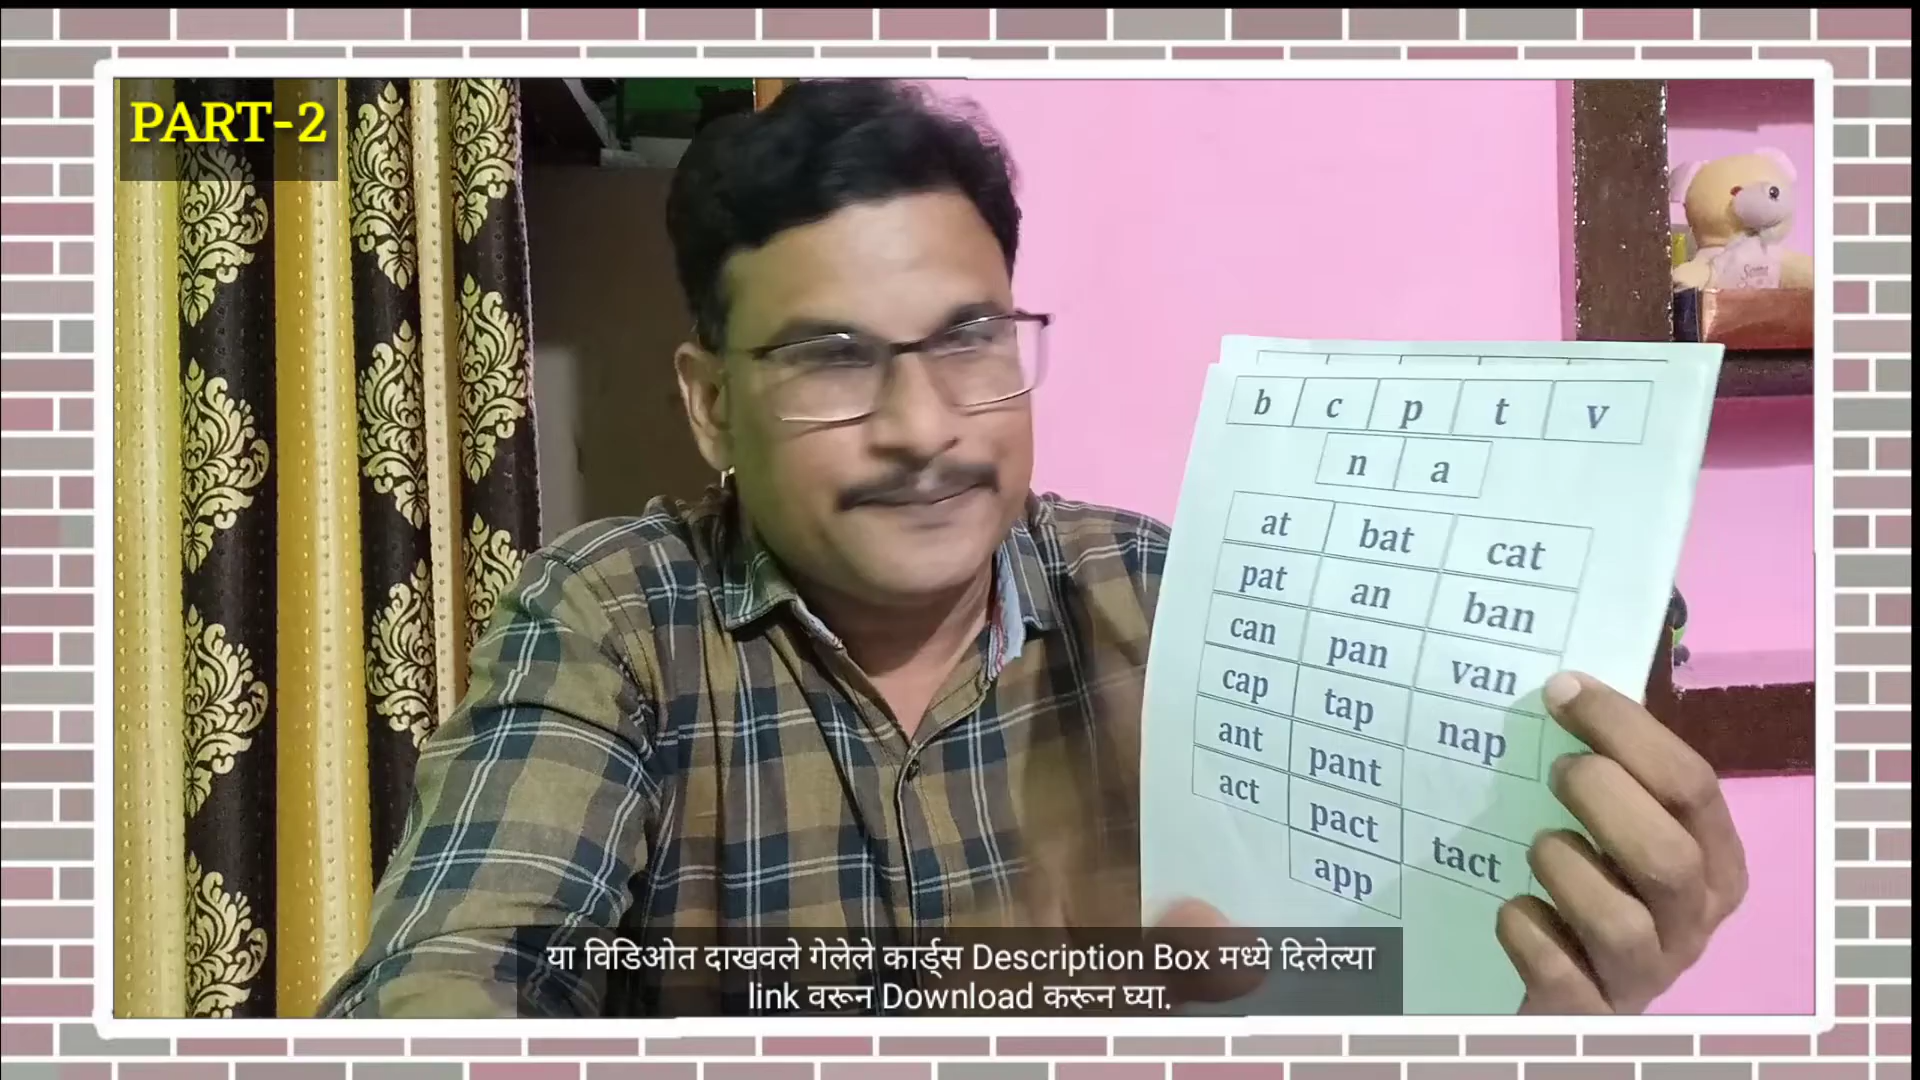 PART-2
b c p t v
n a
at bat cat
pat an ban
can pan van
cap tap nap
ant pant
act pact tact
app
या विडिओत दाखवले गेलेले कार्ड्स Description Box मध्ये दिलेल्या
link वरून Download करून घ्या.